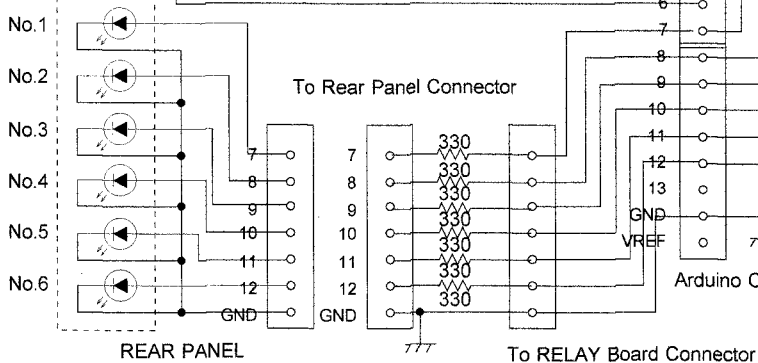 No.1
No.2
No.3
No.4
No.5
No.6
REAR PANEL
To Rear Panel Connector
7
8
9
10
11
12
GND
7
8
9
10
11
12
GND
330
330
330
330
330
330
330
To RELAY Board Connector
6
7
8
9
10
11
12
13
GND
VREF
Arduino